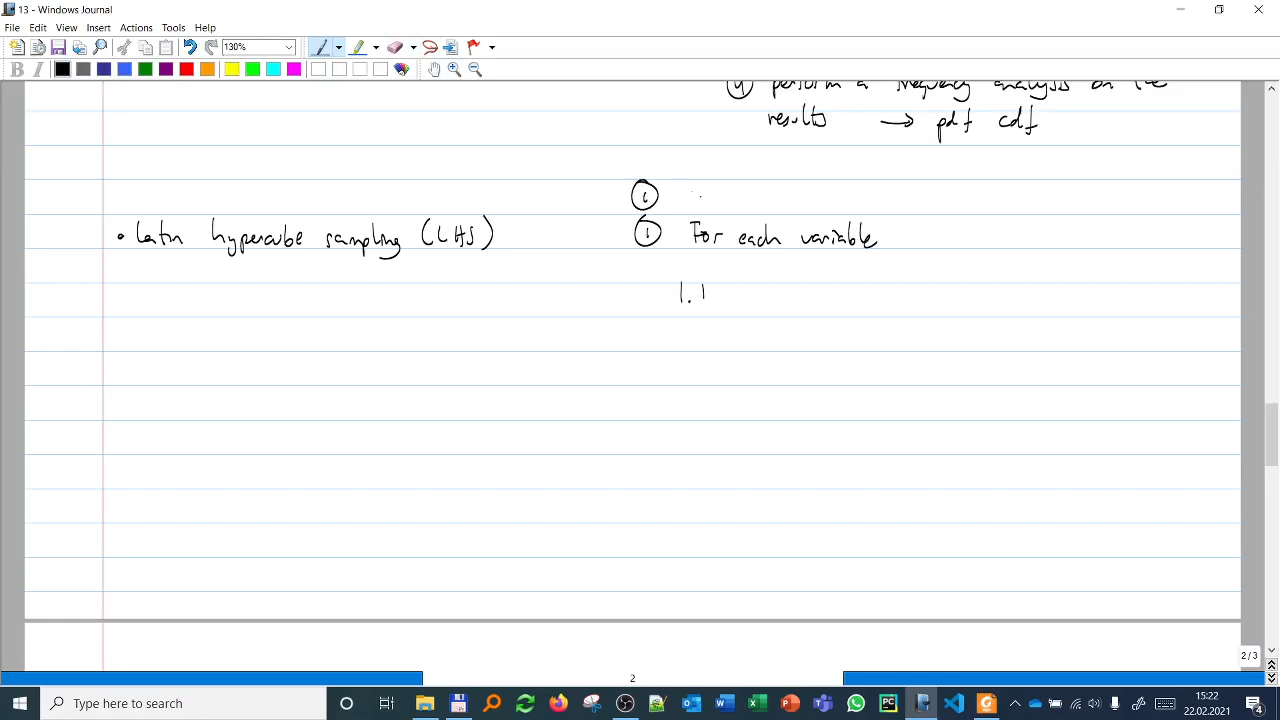 13 - Windows Journal
File Edit View Insert Actions Tools Help
130%
B I
④ perform a frequency analysis on the
results → pdf cdf
• Latin hypercube sampling (LHS)
① For each variable
1.1
2/3
2
Type here to search
15:22
22.02.2021
4